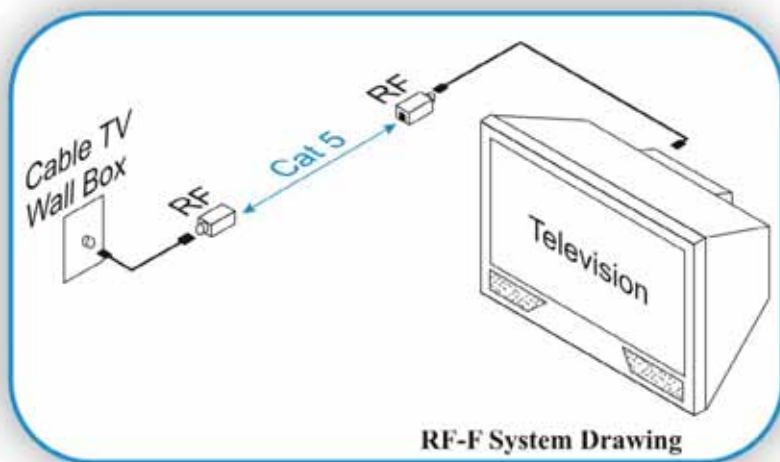 Cable TV
Wall Box
RF
Cat 5
RF
Television
RF-F System Drawing